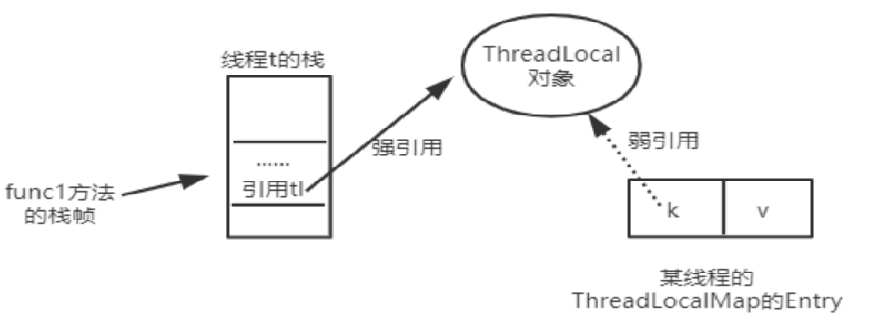 线程t的栈
ThreadLocal
对象
强引用
弱引用
......
引用tl
func1方法
的栈帧
k
v
某线程的
ThreadLocalMap的Entry